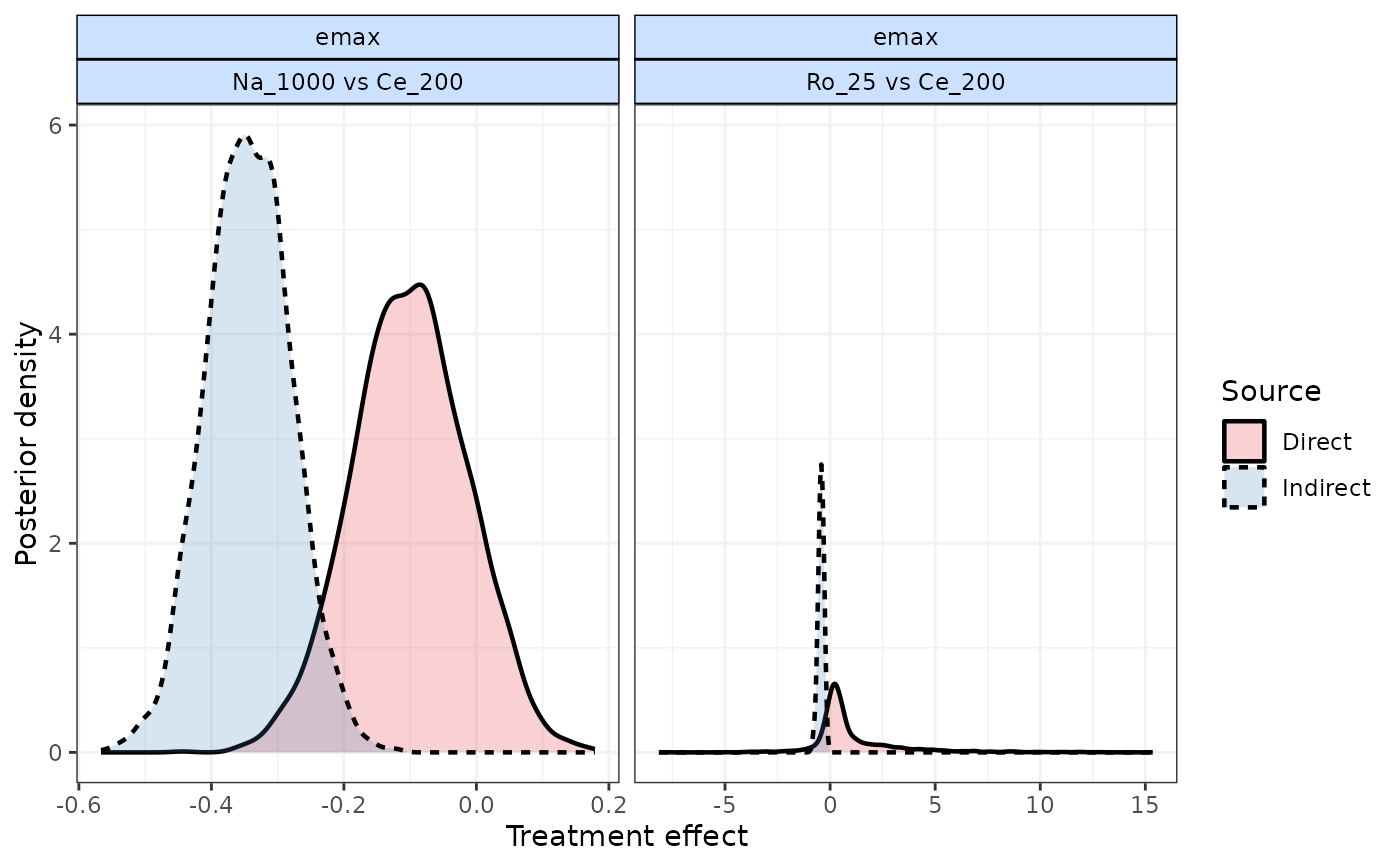 emax
emax
Na_1000 vs Ce_200
Ro_25 vs Ce_200
6
4
2
0
Posterior density
-0.6
-0.4
-0.2
0.0
0.2
-5
0
5
10
15
Treatment effect
Source
Direct
Indirect